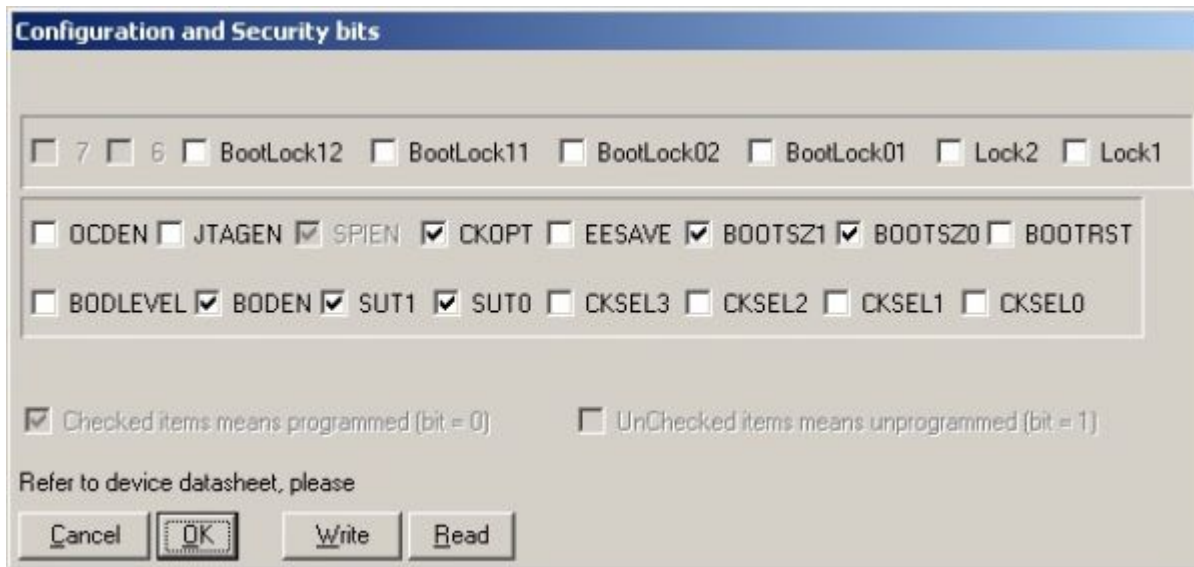 Configuration and Security bits
7 6 BootLock12 BootLock11 BootLock02 BootLock01 Lock2 Lock1
OCDEN JTAGEN SPIEN CKOPT EESAVE BOOTSZ1 BOOTSZ0 BOOTRST
BODLEVEL BODEN SUT1 SUT0 CKSEL3 CKSEL2 CKSEL1 CKSEL0
Checked items means programmed (bit = 0) UnChecked items means unprogrammed (bit = 1)
Refer to device datasheet, please
Cancel OK Write Read